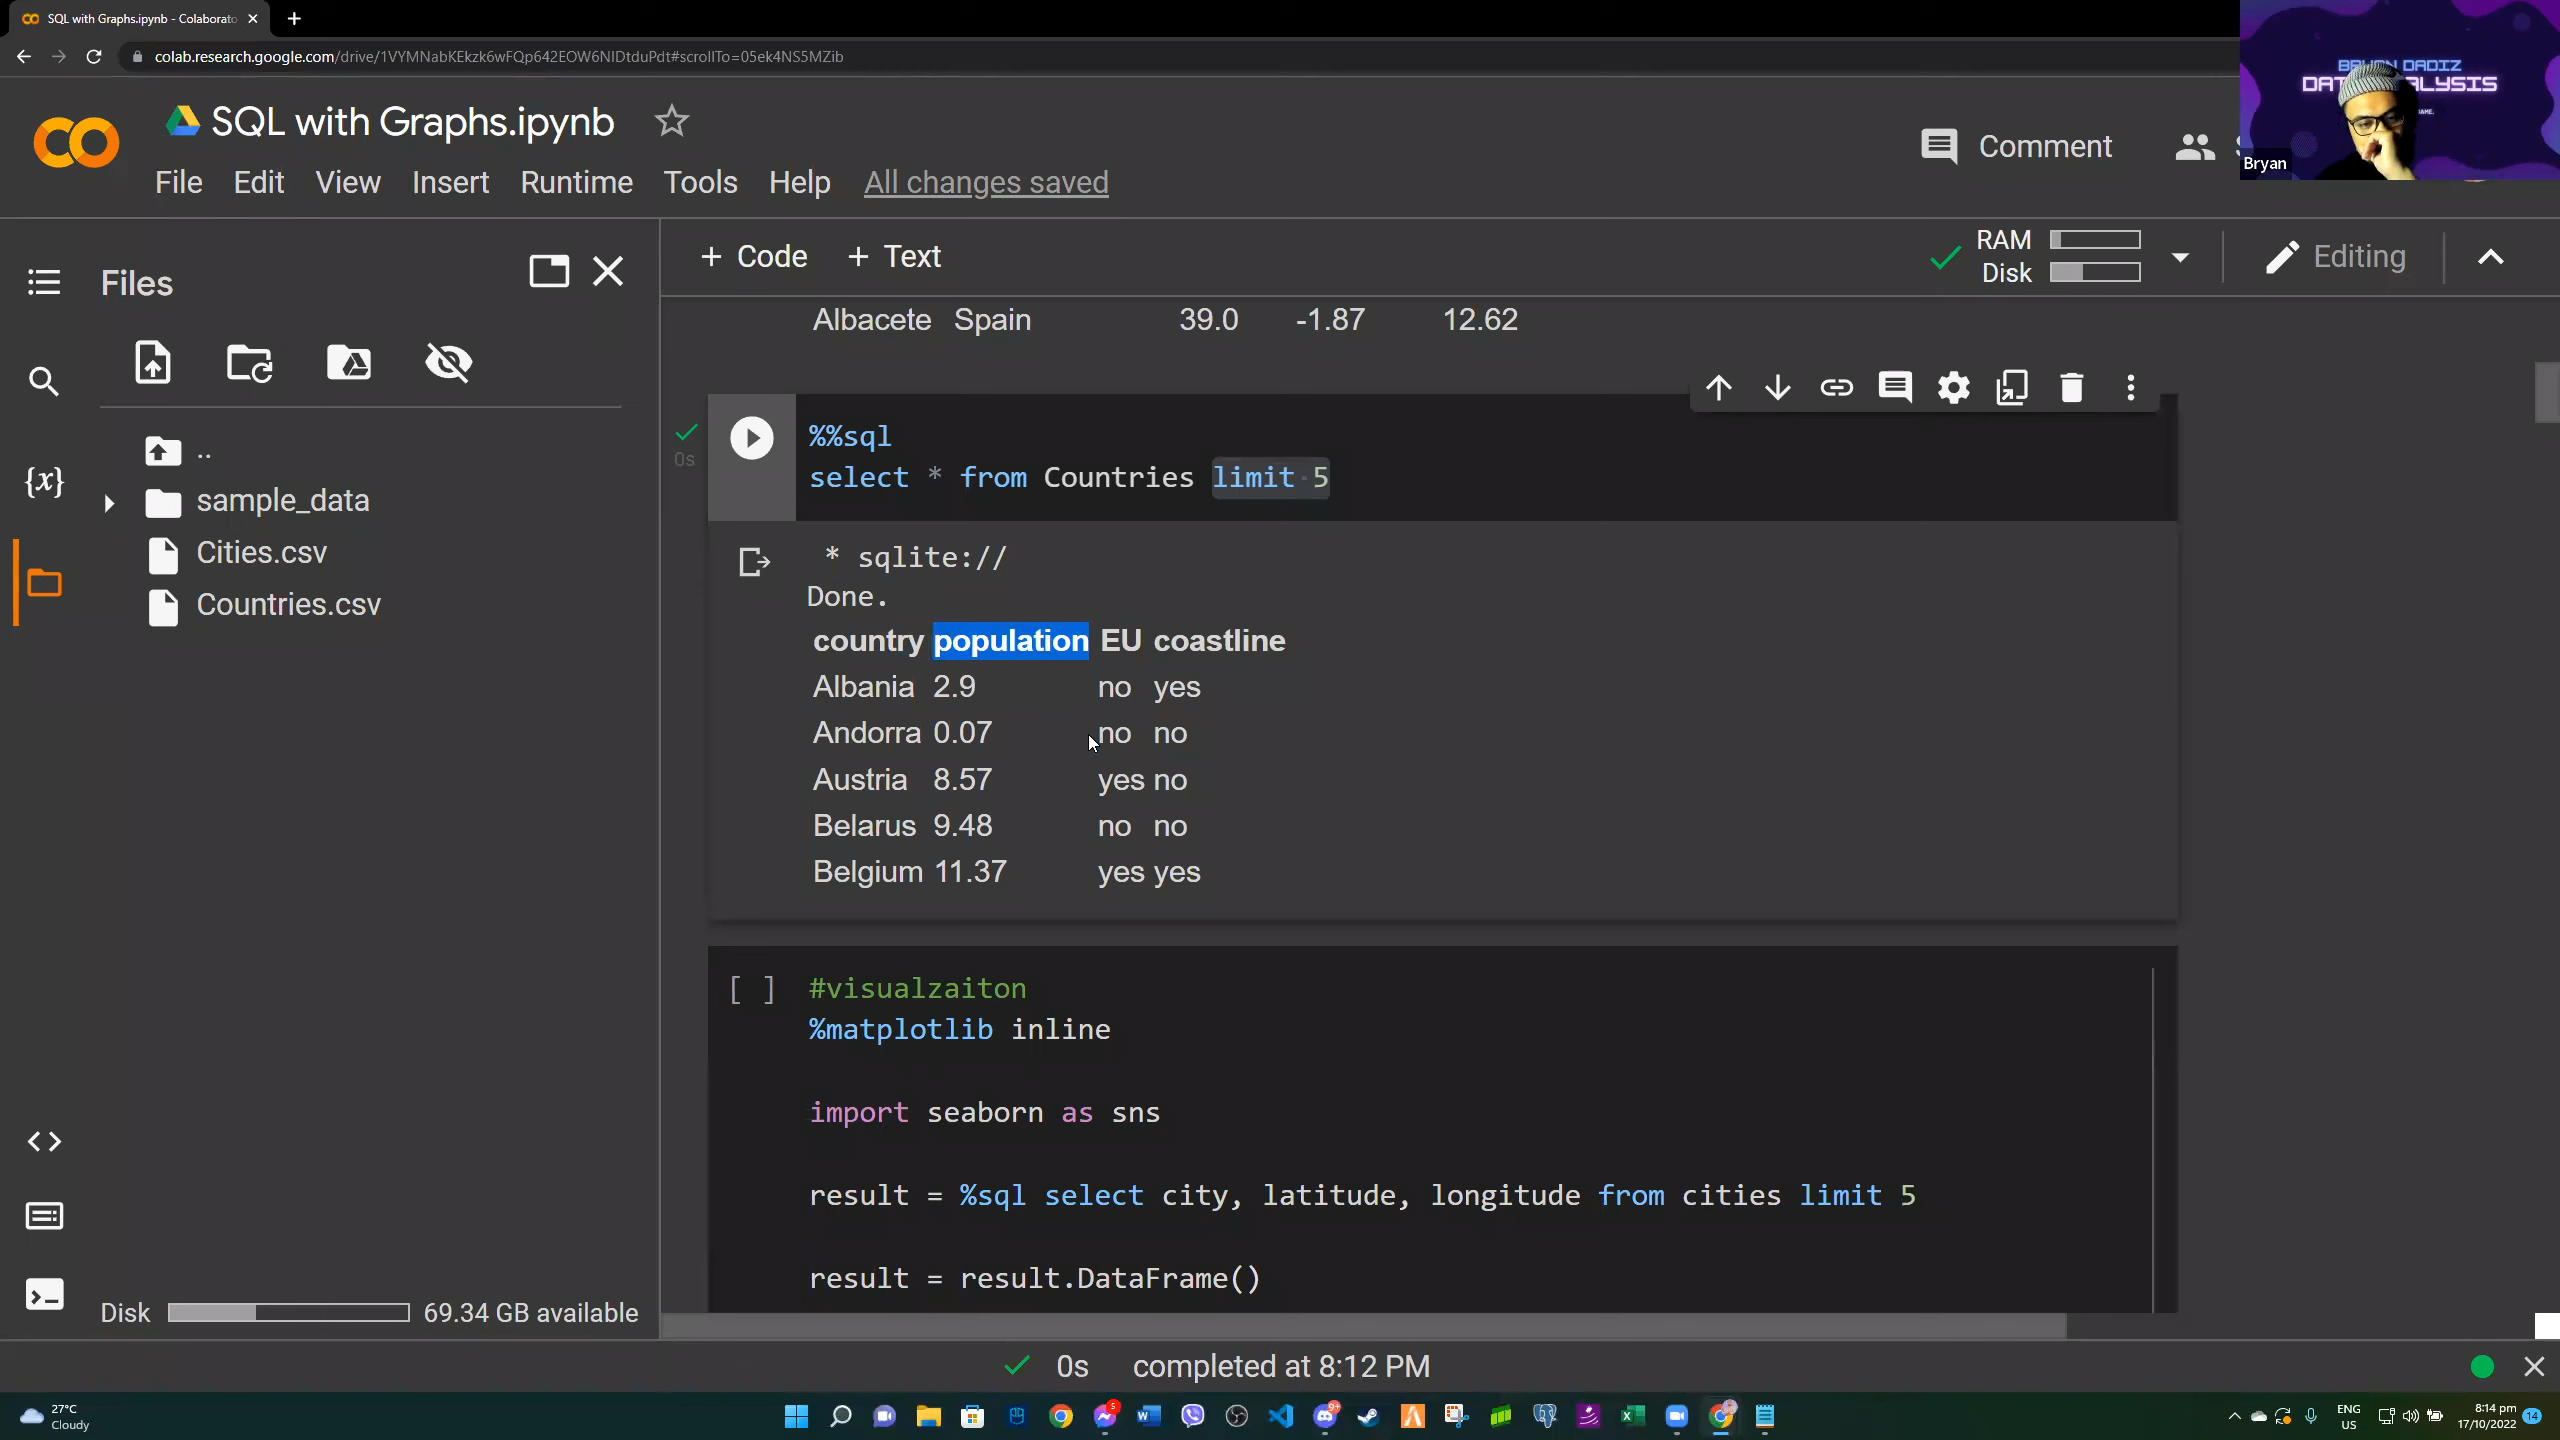 SQL with Graphs.ipynb - Colaborato
colab.research.google.com/drive/1VYMNabKEkzk6wFQp642EOW6NIDtduPdt#scrollTo=05ek4NS5MZib
BRYAN DADIZ
Bryan
SQL with Graphs.ipynb
File Edit View Insert Runtime Tools Help All changes saved
Comment
Files
+ Code + Text
RAM
Disk
Editing
..
sample_data
Cities.csv
Countries.csv
{x}
Albacete Spain 39.0 -1.87 12.62
0s
%%sql
select * from Countries limit 5
* sqlite://
Done.
country population EU coastline
Albania 2.9 no yes
Andorra 0.07 no no
Austria 8.57 yes no
Belarus 9.48 no no
Belgium 11.37 yes yes
[ ] #visualzaiton
%matplotlib inline
import seaborn as sns
result = %sql select city, latitude, longitude from cities limit 5
result = result.DataFrame()
Disk 69.34 GB available
0s completed at 8:12 PM
27°C
Cloudy
5
9+
ENG
US
8:14 pm
17/10/2022
14